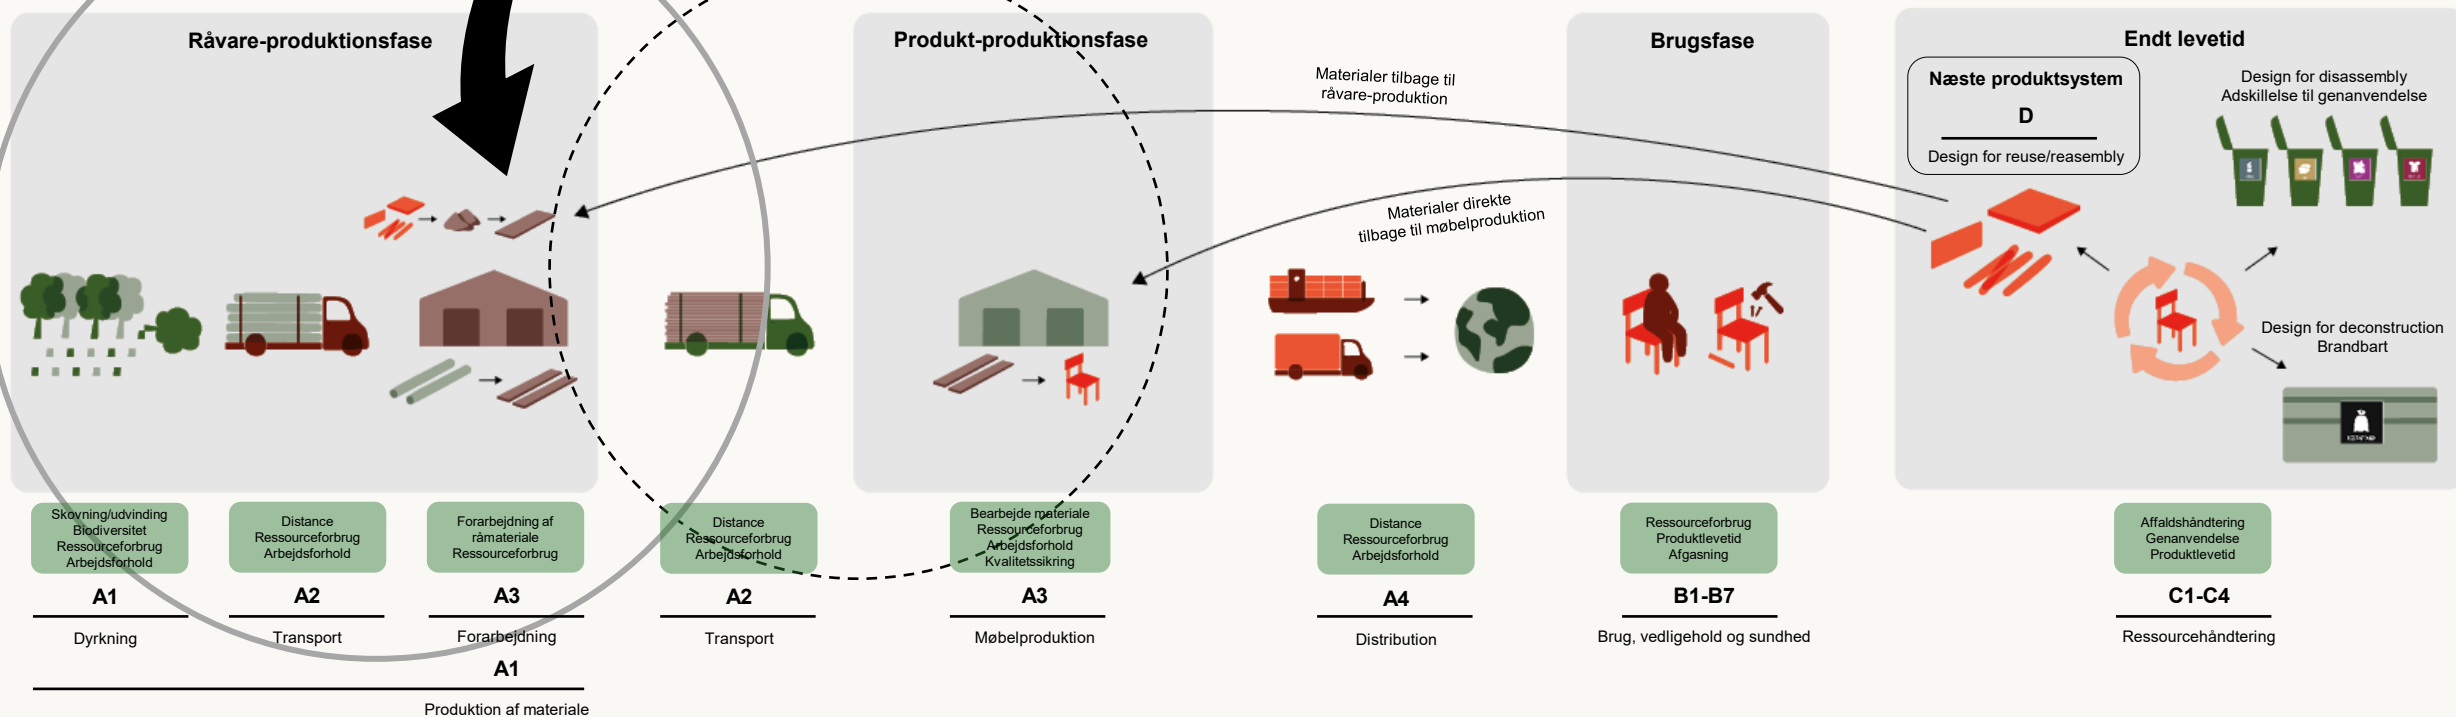 Råvare-produktionsfase
Produkt-produktionsfase
Brugsfase
Endt levetid
Materialer tilbage til
råvare-produktion
Materialer direkte
tilbage til møbelproduktion
Næste produktsystem
D
Design for reuse/reasembly
Design for disassembly
Adskillelse til genanvendelse
Design for deconstruction
Brandbart
Skovning/udvinding
Biodiversitet
Ressourceforbrug
Arbejdsforhold
A1
Dyrkning
Distance
Ressourceforbrug
Arbejdsforhold
A2
Transport
Forarbejdning af
råmateriale
Ressourceforbrug
A3
Forarbejdning
A1
Produktion af materiale
Distance
Ressourceforbrug
Arbejdsforhold
A2
Transport
Bearbejde materiale
Ressourceforbrug
Arbejdsforhold
Kvalitetssikring
A3
Møbelproduktion
Distance
Ressourceforbrug
Arbejdsforhold
A4
Distribution
Ressourceforbrug
Produktlevetid
Afgasning
B1-B7
Brug, vedligehold og sundhed
Affaldshåndtering
Genanvendelse
Produktlevetid
C1-C4
Ressourcehåndtering